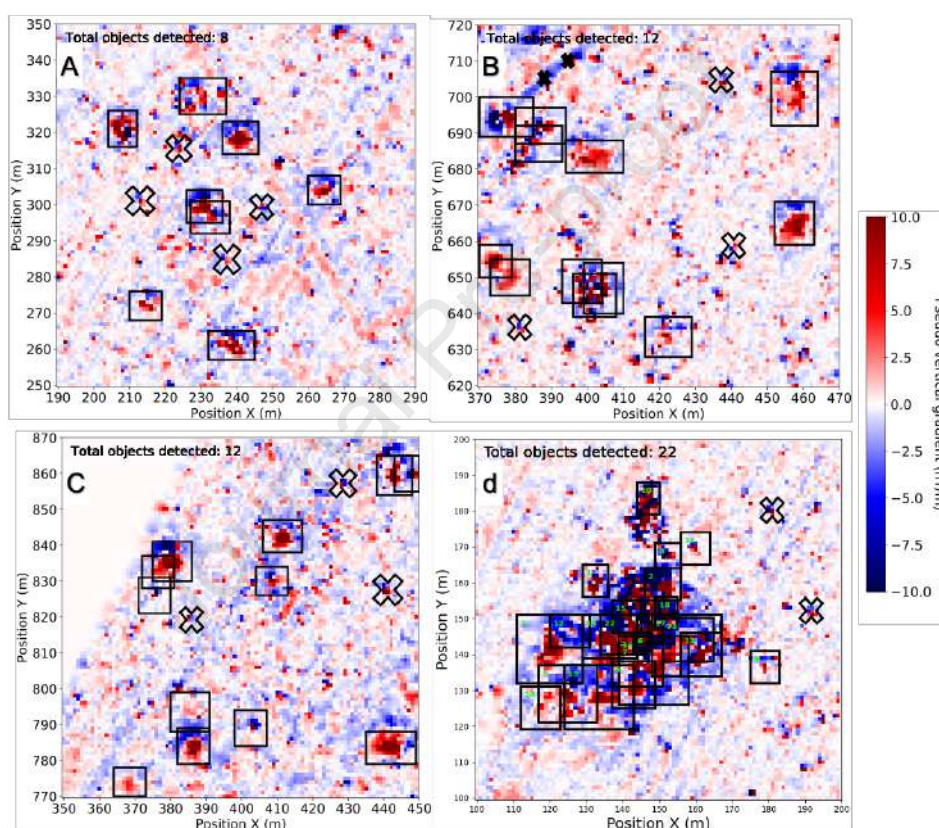 Total objects detected: 8
A
350
340
330
320
310
300
290
280
270
260
250
Position Y (m)
190 200 210 220 230 240 250 260 270 280 290
Position X (m)
Total objects detected: 12
B
720
710
700
690
680
670
660
650
640
630
620
Position Y (m)
370 380 390 400 410 420 430 440 450 460 470
Position X (m)
Total objects detected: 12
C
870
860
850
840
830
820
810
800
790
780
770
Position Y (m)
350 360 370 380 390 400 410 420 430 440 450
Position X (m)
Total objects detected: 22
d
200
190
180
170
160
150
140
130
120
110
100
Position Y (m)
100 110 120 130 140 150 160 170 180 190 200
Position X (m)
10.0
7.5
5.0
2.5
0.0
−2.5
−5.0
−7.5
−10.0